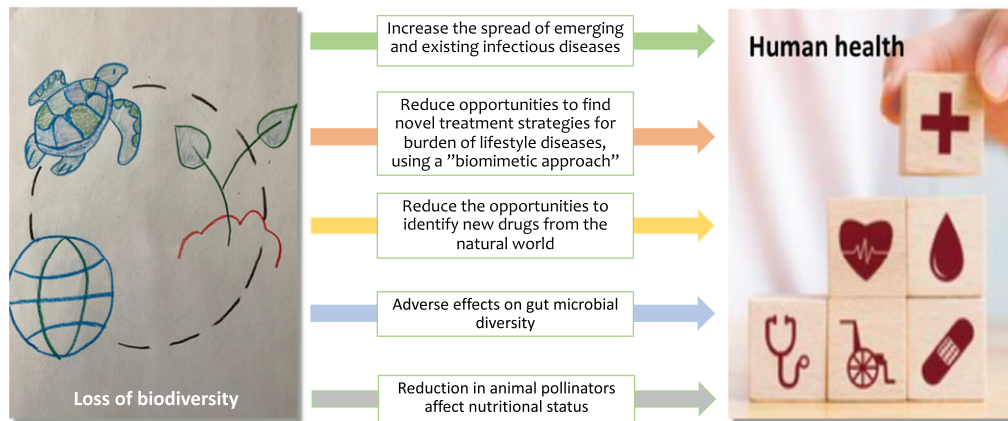 Increase the spread of emerging
and existing infectious diseases
Human health
Reduce opportunities to find
novel treatment strategies for
burden of lifestyle diseases,
using a ”biomimetic approach”
Reduce the opportunities to
identify new drugs from the
natural world
Adverse effects on gut microbial
diversity
Reduction in animal pollinators
affect nutritional status
Loss of biodiversity